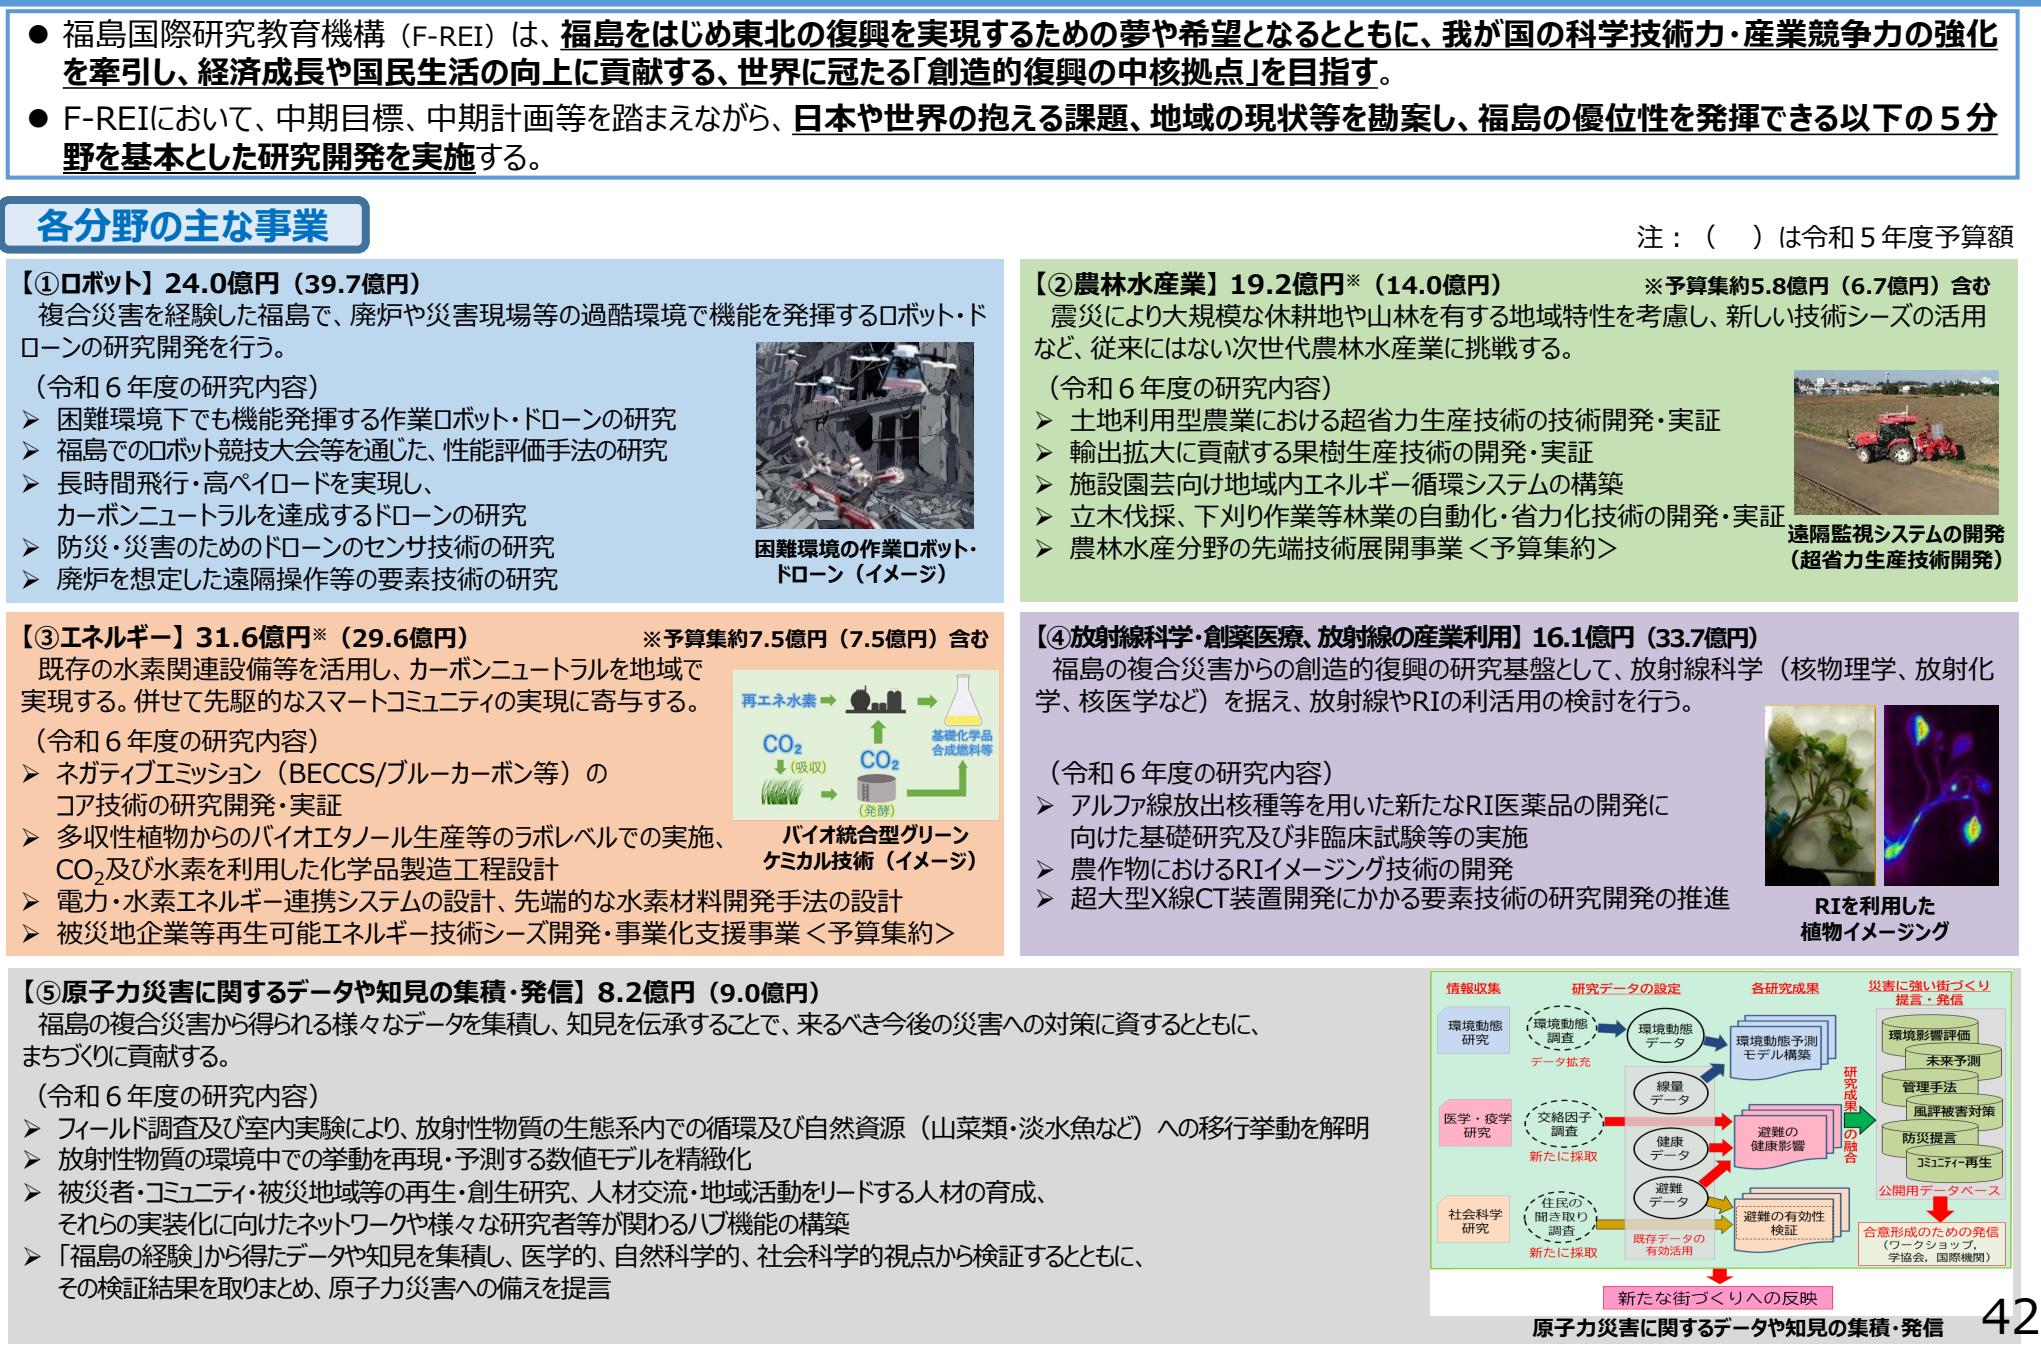 ● 福島国際研究教育機構（F-REI）は、福島をはじめ東北の復興を実現するための夢や希望となるとともに、我が国の科学技術力・産業競争力の強化
を牽引し、経済成長や国民生活の向上に貢献する、世界に冠たる「創造的復興の中核拠点」を目指す。
● F-REIにおいて、中期目標、中期計画等を踏まえながら、日本や世界の抱える課題、地域の現状等を勘案し、福島の優位性を発揮できる以下の５分
野を基本とした研究開発を実施する。
各分野の主な事業
注：（　）は令和５年度予算額
【①ロボット】24.0億円（39.7億円）
複合災害を経験した福島で、廃炉や災害現場等の過酷環境で機能を発揮するロボット・ド
ローンの研究開発を行う。
（令和６年度の研究内容）
➢ 困難環境下でも機能発揮する作業ロボット・ドローンの研究
➢ 福島でのロボット競技大会等を通じた、性能評価手法の研究
➢ 長時間飛行・高ペイロードを実現し、
カーボンニュートラルを達成するドローンの研究
➢ 防災・災害のためのドローンのセンサ技術の研究
➢ 廃炉を想定した遠隔操作等の要素技術の研究
困難環境の作業ロボット・
ドローン（イメージ）
【②農林水産業】19.2億円※（14.0億円）
※予算集約5.8億円（6.7億円）含む
震災により大規模な休耕地や山林を有する地域特性を考慮し、新しい技術シーズの活用
など、従来にはない次世代農林水産業に挑戦する。
（令和６年度の研究内容）
➢ 土地利用型農業における超省力生産技術の技術開発・実証
➢ 輸出拡大に貢献する果樹生産技術の開発・実証
➢ 施設園芸向け地域内エネルギー循環システムの構築
➢ 立木伐採、下刈り作業等林業の自動化・省力化技術の開発・実証
➢ 農林水産分野の先端技術展開事業＜予算集約＞
遠隔監視システムの開発
（超省力生産技術開発）
【③エネルギー】31.6億円※（29.6億円）
※予算集約7.5億円（7.5億円）含む
既存の水素関連設備等を活用し、カーボンニュートラルを地域で
実現する。併せて先駆的なスマートコミュニティの実現に寄与する。
（令和６年度の研究内容）
➢ ネガティブエミッション（BECCS/ブルーカーボン等）の
コア技術の研究開発・実証
➢ 多収性植物からのバイオエタノール生産等のラボレベルでの実施、
CO₂及び水素を利用した化学品製造工程設計
➢ 電力・水素エネルギー連携システムの設計、先端的な水素材料開発手法の設計
➢ 被災地企業等再生可能エネルギー技術シーズ開発・事業化支援事業＜予算集約＞
再エネ水素
CO₂
（吸収）
CO₂
（発酵）
基礎化学品
合成燃料等
バイオ統合型グリーン
ケミカル技術（イメージ）
【④放射線科学・創薬医療、放射線の産業利用】16.1億円（33.7億円）
福島の複合災害からの創造的復興の研究基盤として、放射線科学（核物理学、放射化
学、核医学など）を据え、放射線やRIの利活用の検討を行う。
（令和６年度の研究内容）
➢ アルファ線放出核種等を用いた新たなRI医薬品の開発に
向けた基礎研究及び非臨床試験等の実施
➢ 農作物におけるRIイメージング技術の開発
➢ 超大型X線CT装置開発にかかる要素技術の研究開発の推進
RIを利用した
植物イメージング
【⑤原子力災害に関するデータや知見の集積・発信】8.2億円（9.0億円）
福島の複合災害から得られる様々なデータを集積し、知見を伝承することで、来るべき今後の災害への対策に資するとともに、
まちづくりに貢献する。
（令和６年度の研究内容）
➢ フィールド調査及び室内実験により、放射性物質の生態系内での循環及び自然資源（山菜類・淡水魚など）への移行挙動を解明
➢ 放射性物質の環境中での挙動を再現・予測する数値モデルを精緻化
➢ 被災者・コミュニティ・被災地域等の再生・創生研究、人材交流・地域活動をリードする人材の育成、
それらの実装化に向けたネットワークや様々な研究者等が関わるハブ機能の構築
➢ 「福島の経験」から得たデータや知見を集積し、医学的、自然科学的、社会科学的視点から検証するとともに、
その検証結果を取りまとめ、原子力災害への備えを提言
情報収集
研究データの設定
各研究成果
災害に強い街づくり
提言・発信
環境動態
研究
環境動態
調査
データ拡充
環境動態
データ
環境動態予測
モデル構築
線量
データ
医学・疫学
研究
交絡因子
調査
新たに採取
健康
データ
避難の
健康影響
避難
データ
社会科学
研究
住民の
聞き取り
調査
新たに採取
既存データの
有効活用
避難の有効性
検証
研究成果の融合
環境影響評価
未来予測
管理手法
風評被害対策
防災提言
コミュニティー再生
公開用データベース
合意形成のための発信
（ワークショップ,
学協会, 国際機関）
新たな街づくりへの反映
原子力災害に関するデータや知見の集積・発信
42